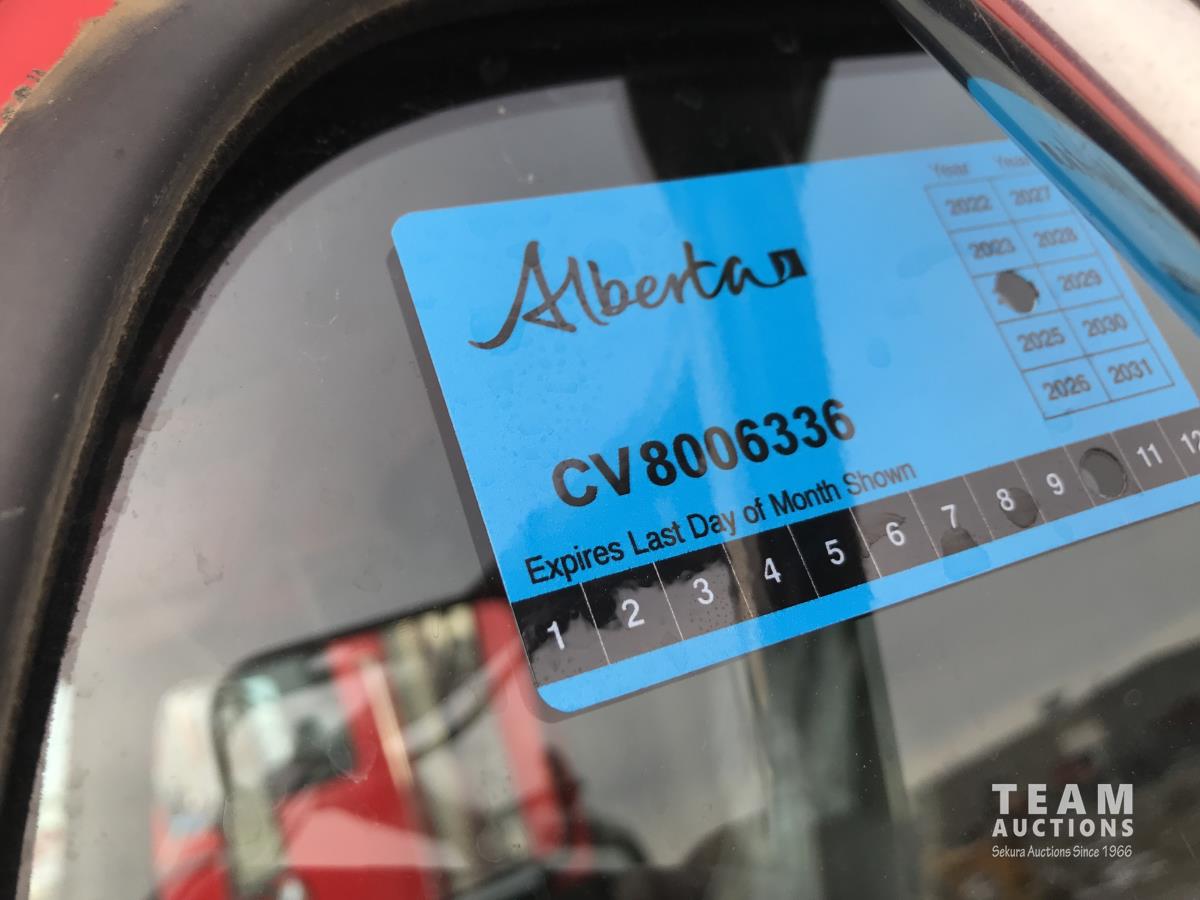 Alberta
Year Year
2022 2027
2023 2028
2029
2025 2030
2026 2031
CV8006336
Expires Last Day of Month Shown
1 2 3 4 5 6 7 8 9 11 12
TEAM
AUCTIONS
Sekura Auctions Since 1966